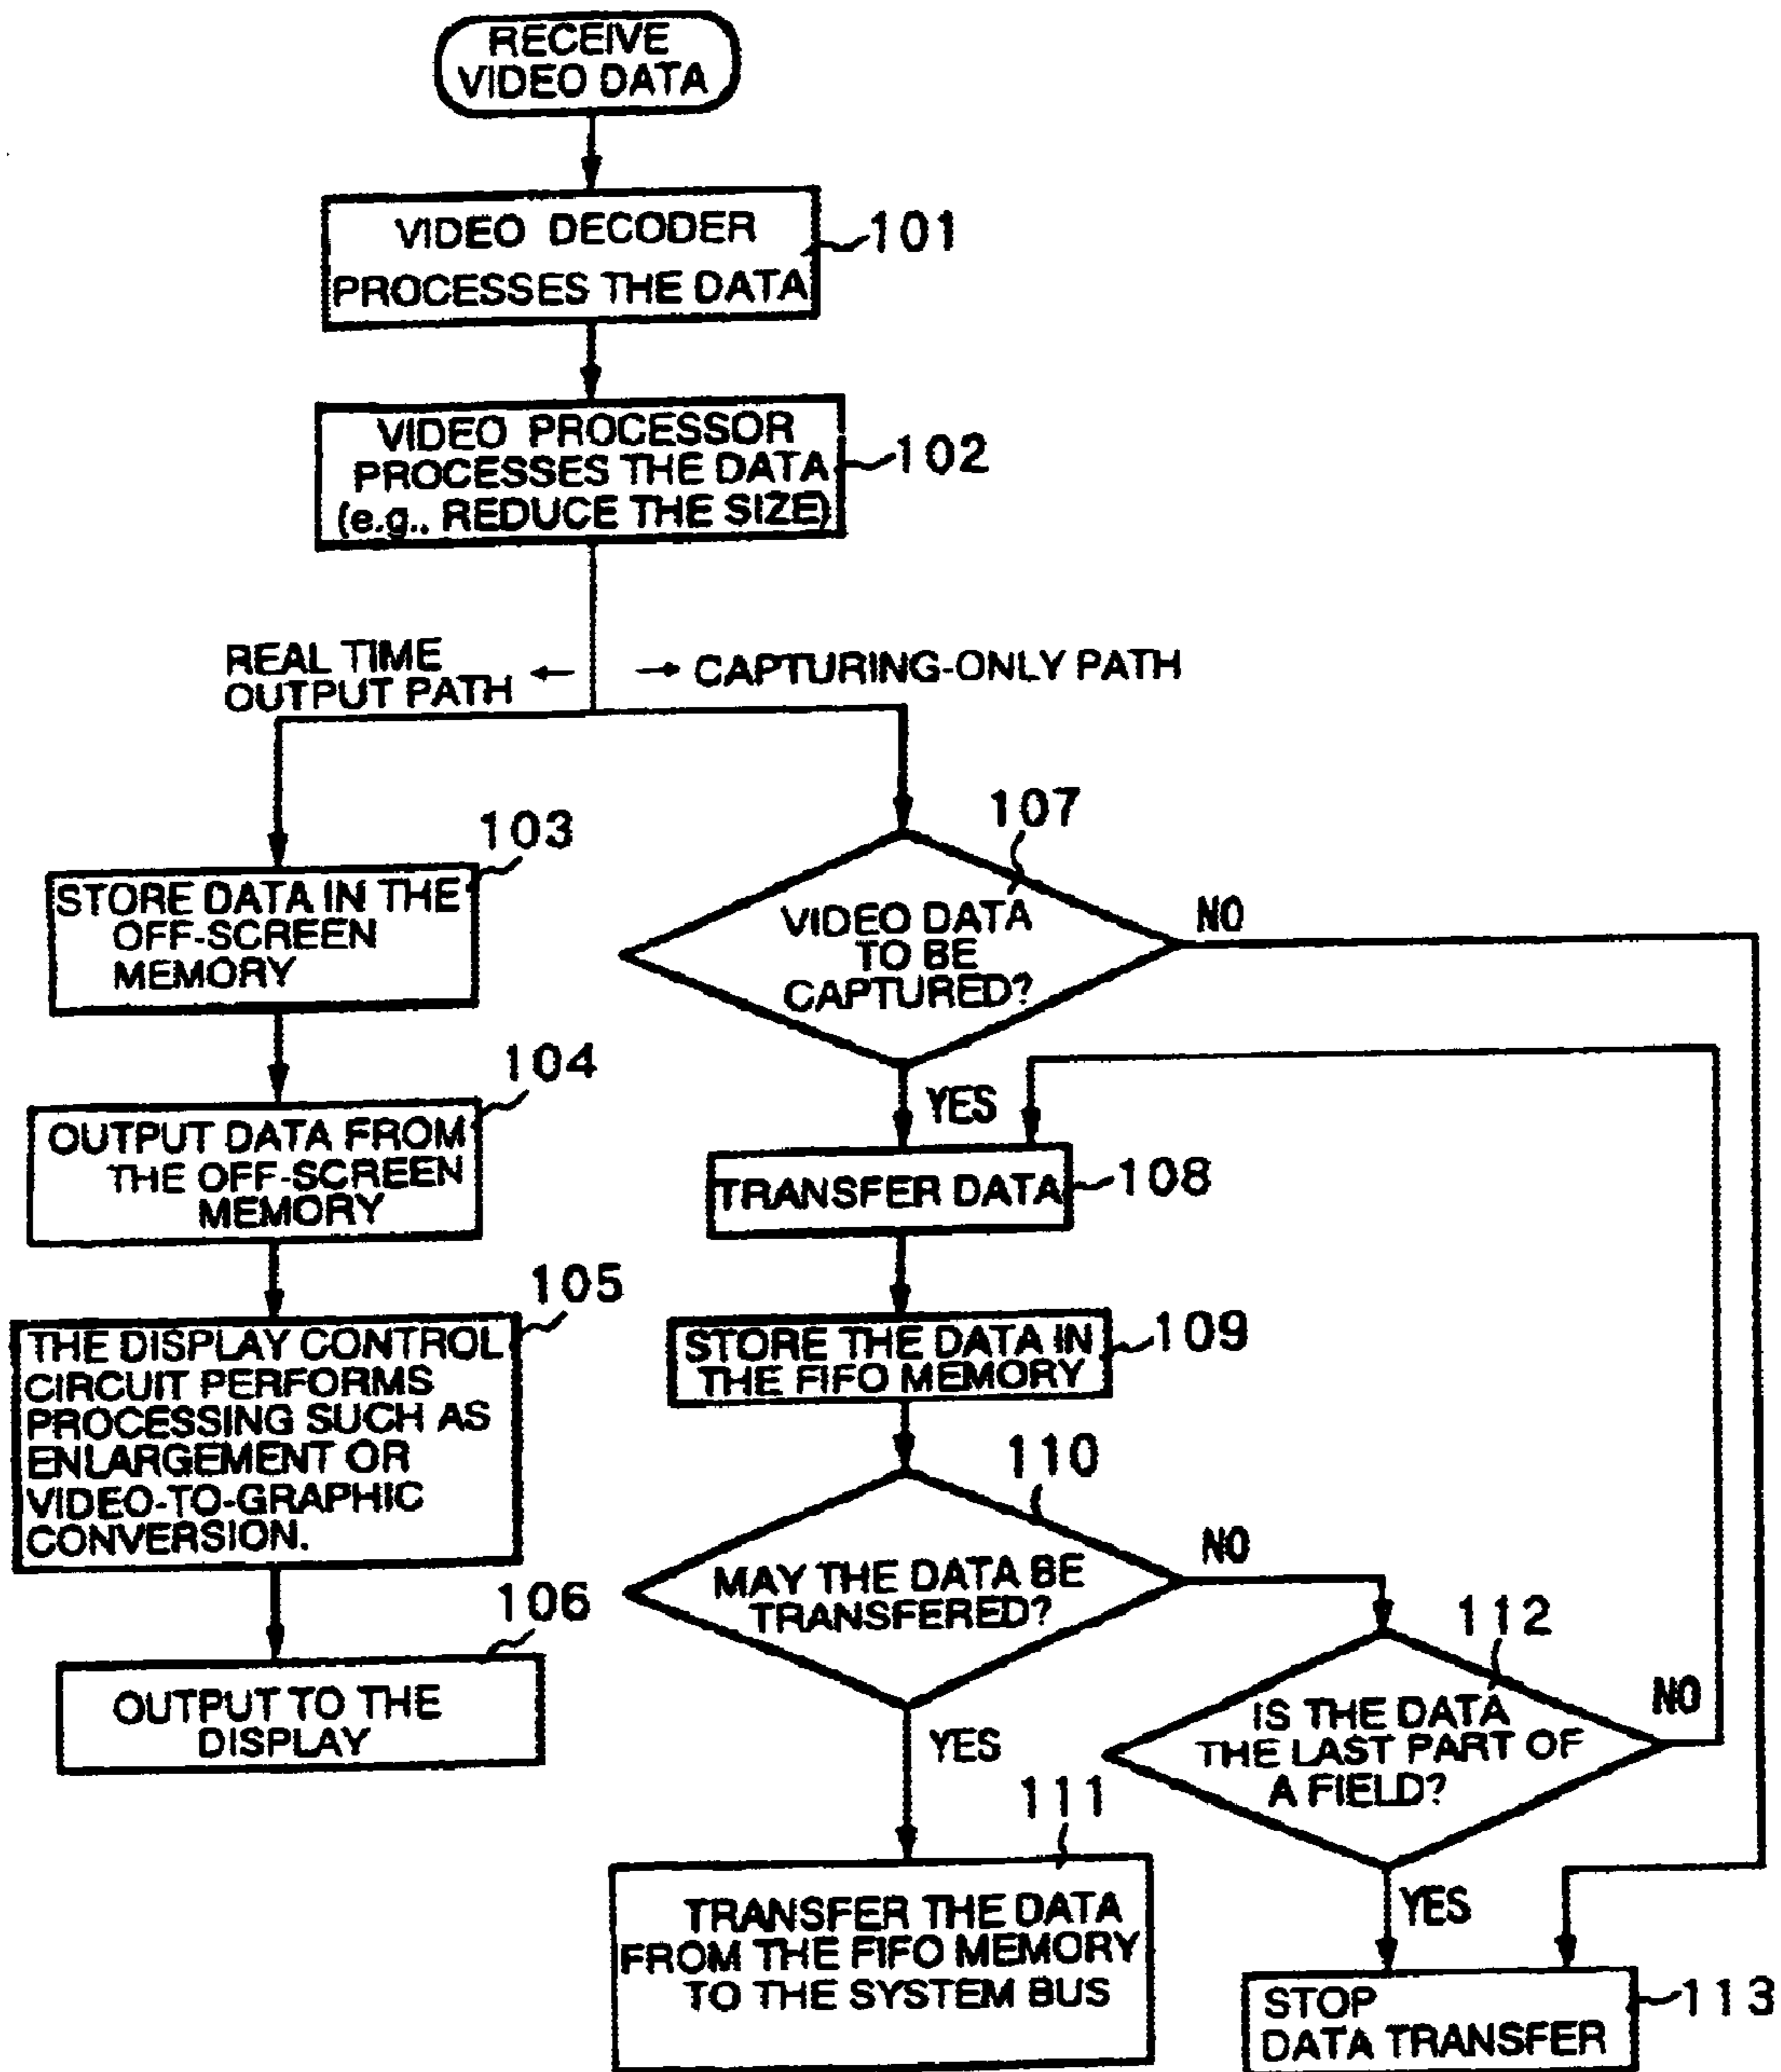 RECEIVE
VIDEO DATA
VIDEO DECODER
PROCESSES THE DATA
101
VIDEO PROCESSOR
PROCESSES THE DATA
(e.g., REDUCE THE SIZE)
102
REAL TIME
OUTPUT PATH
← → CAPTURING-ONLY PATH
103
STORE DATA IN THE
OFF-SCREEN
MEMORY
104
OUTPUT DATA FROM
THE OFF-SCREEN
MEMORY
105
THE DISPLAY CONTROL
CIRCUIT PERFORMS
PROCESSING SUCH AS
ENLARGEMENT OR
VIDEO-TO-GRAPHIC
CONVERSION.
106
OUTPUT TO THE
DISPLAY
107
VIDEO DATA
TO BE
CAPTURED?
NO
YES
TRANSFER DATA
108
STORE THE DATA IN
THE FIFO MEMORY
109
110
MAY THE DATA BE
TRANSFERED?
NO
YES
111
TRANSFER THE DATA
FROM THE FIFO MEMORY
TO THE SYSTEM BUS
112
IS THE DATA
THE LAST PART OF
A FIELD?
NO
YES
STOP
DATA TRANSFER
113